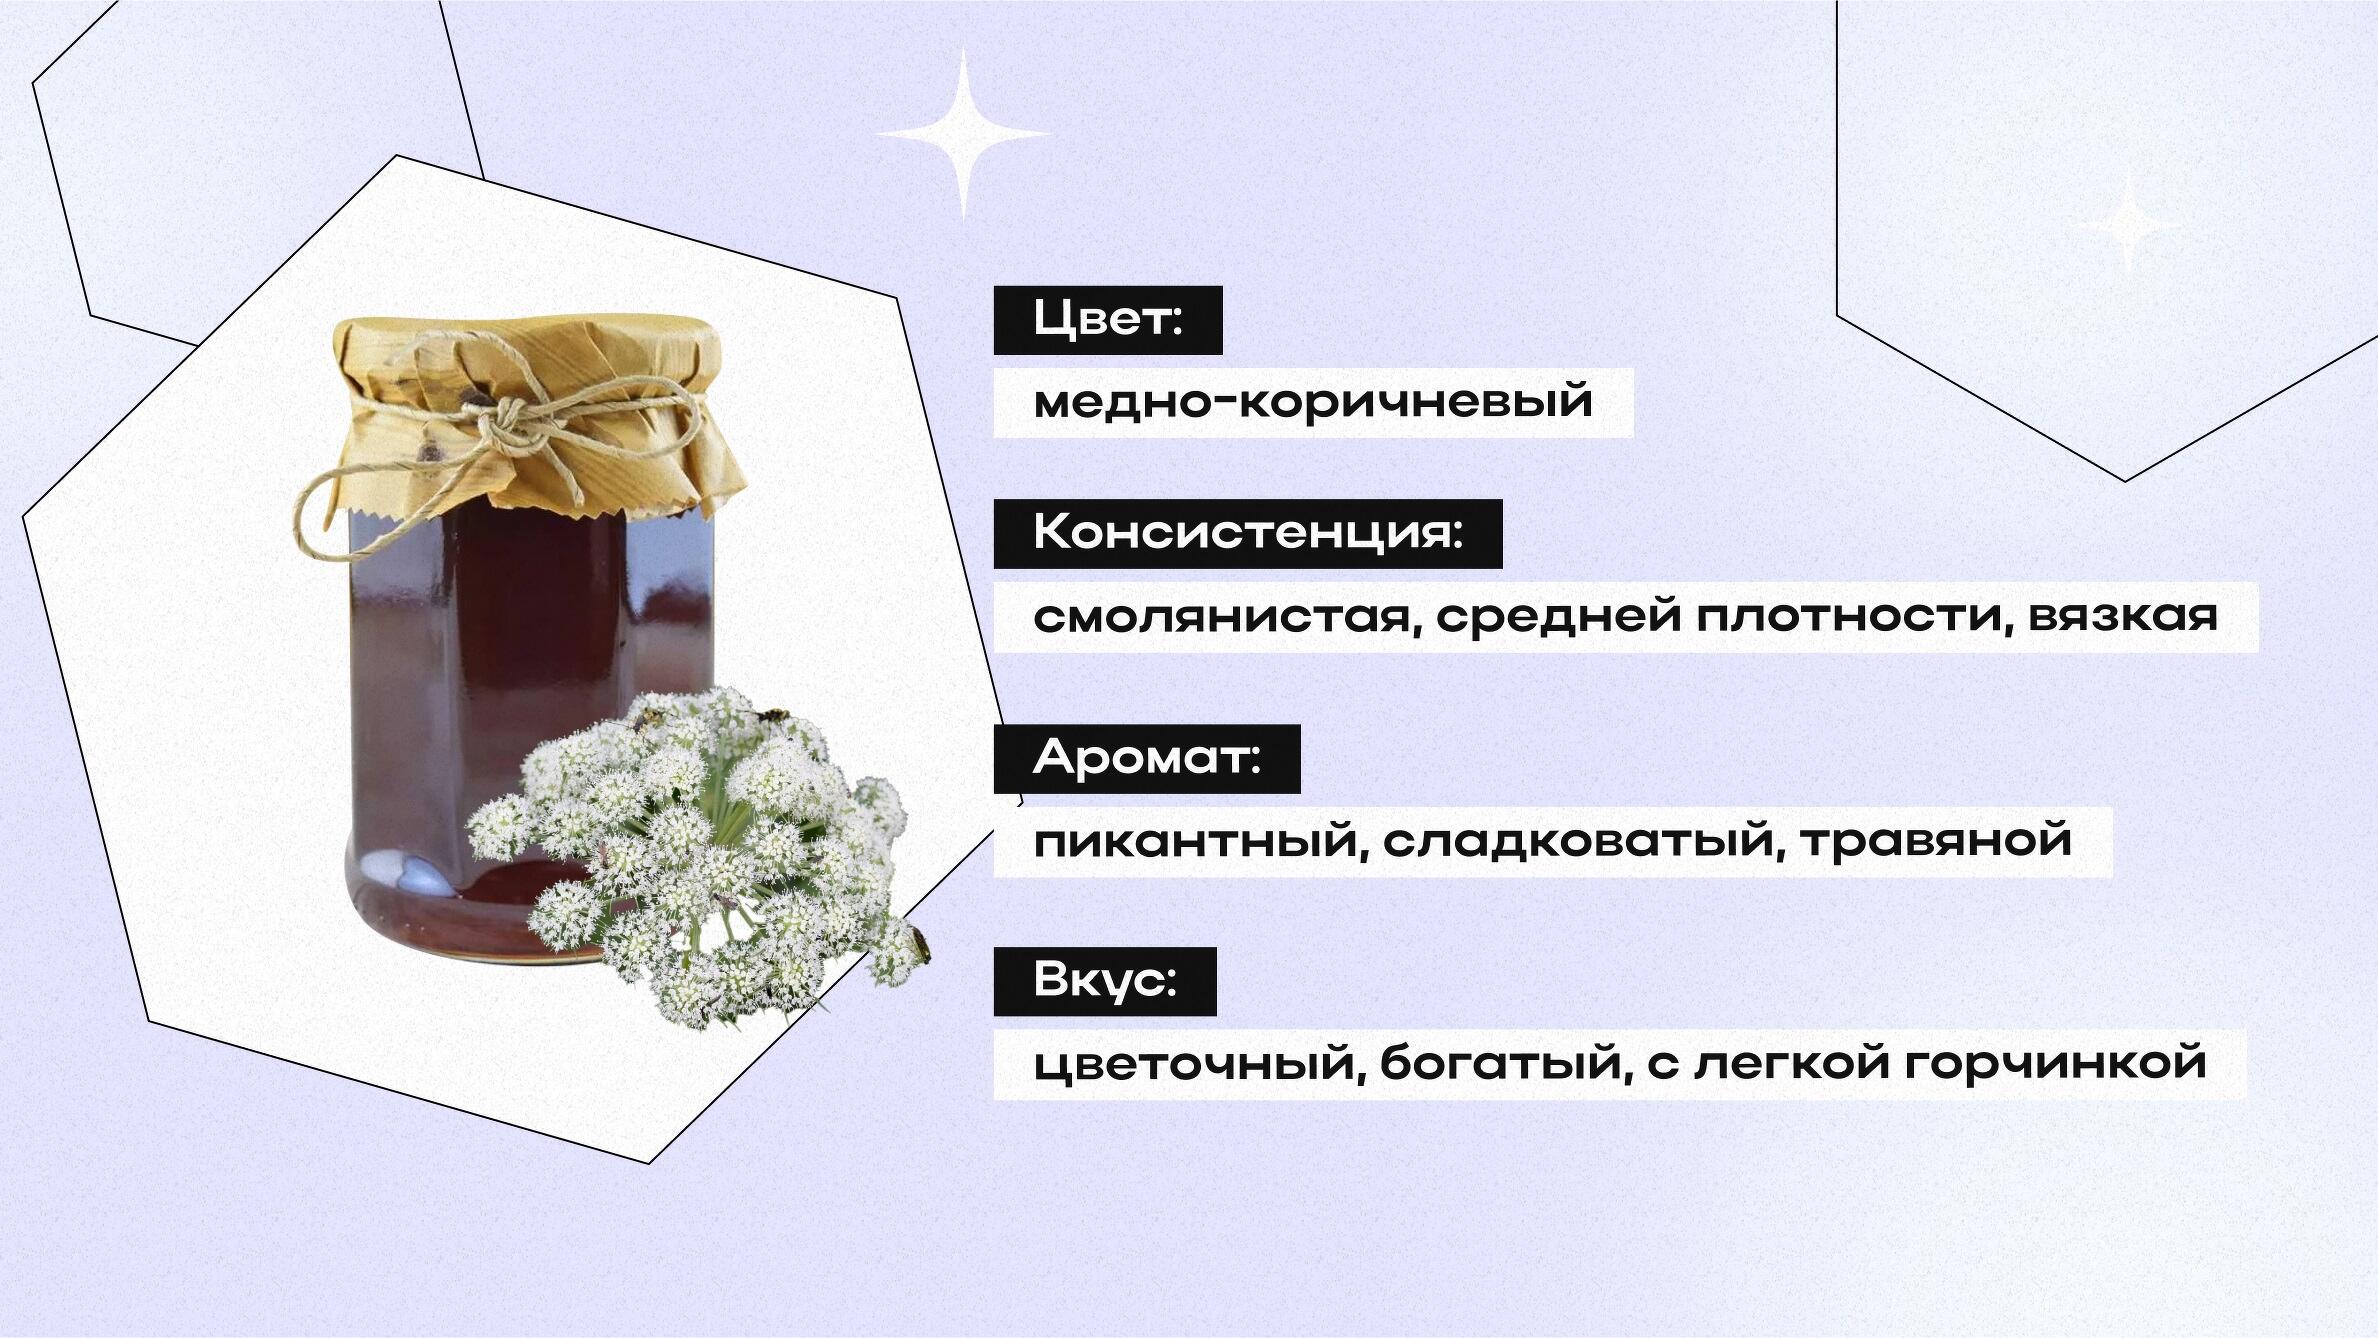 Цвет:
медно-коричневый
Консистенция:
смолянистая, средней плотности, вязкая
Аромат:
пикантный, сладковатый, травяной
Вкус:
цветочный, богатый, с легкой горчинкой